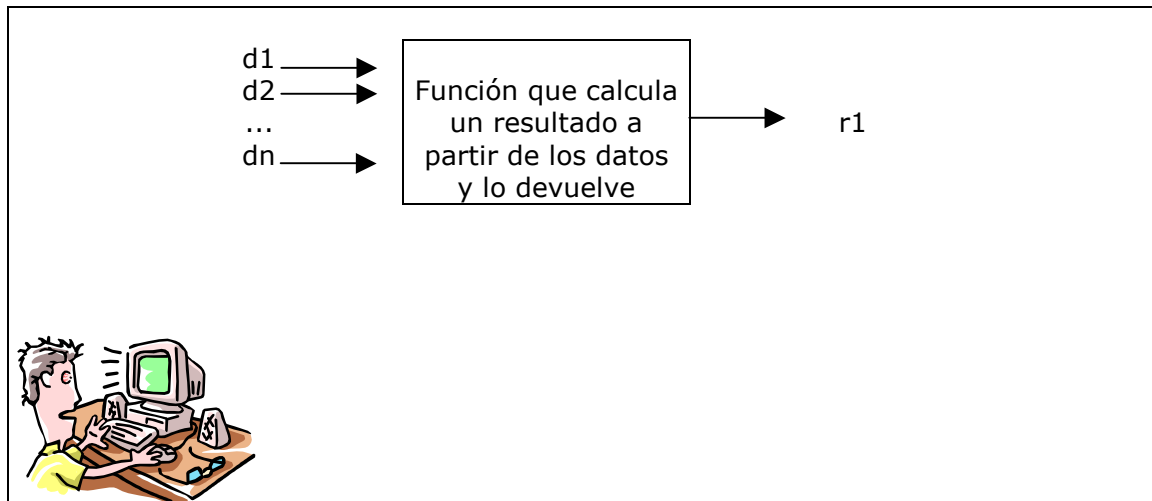 d1
d2
...
dn
Función que calcula
un resultado a
partir de los datos
y lo devuelve
r1